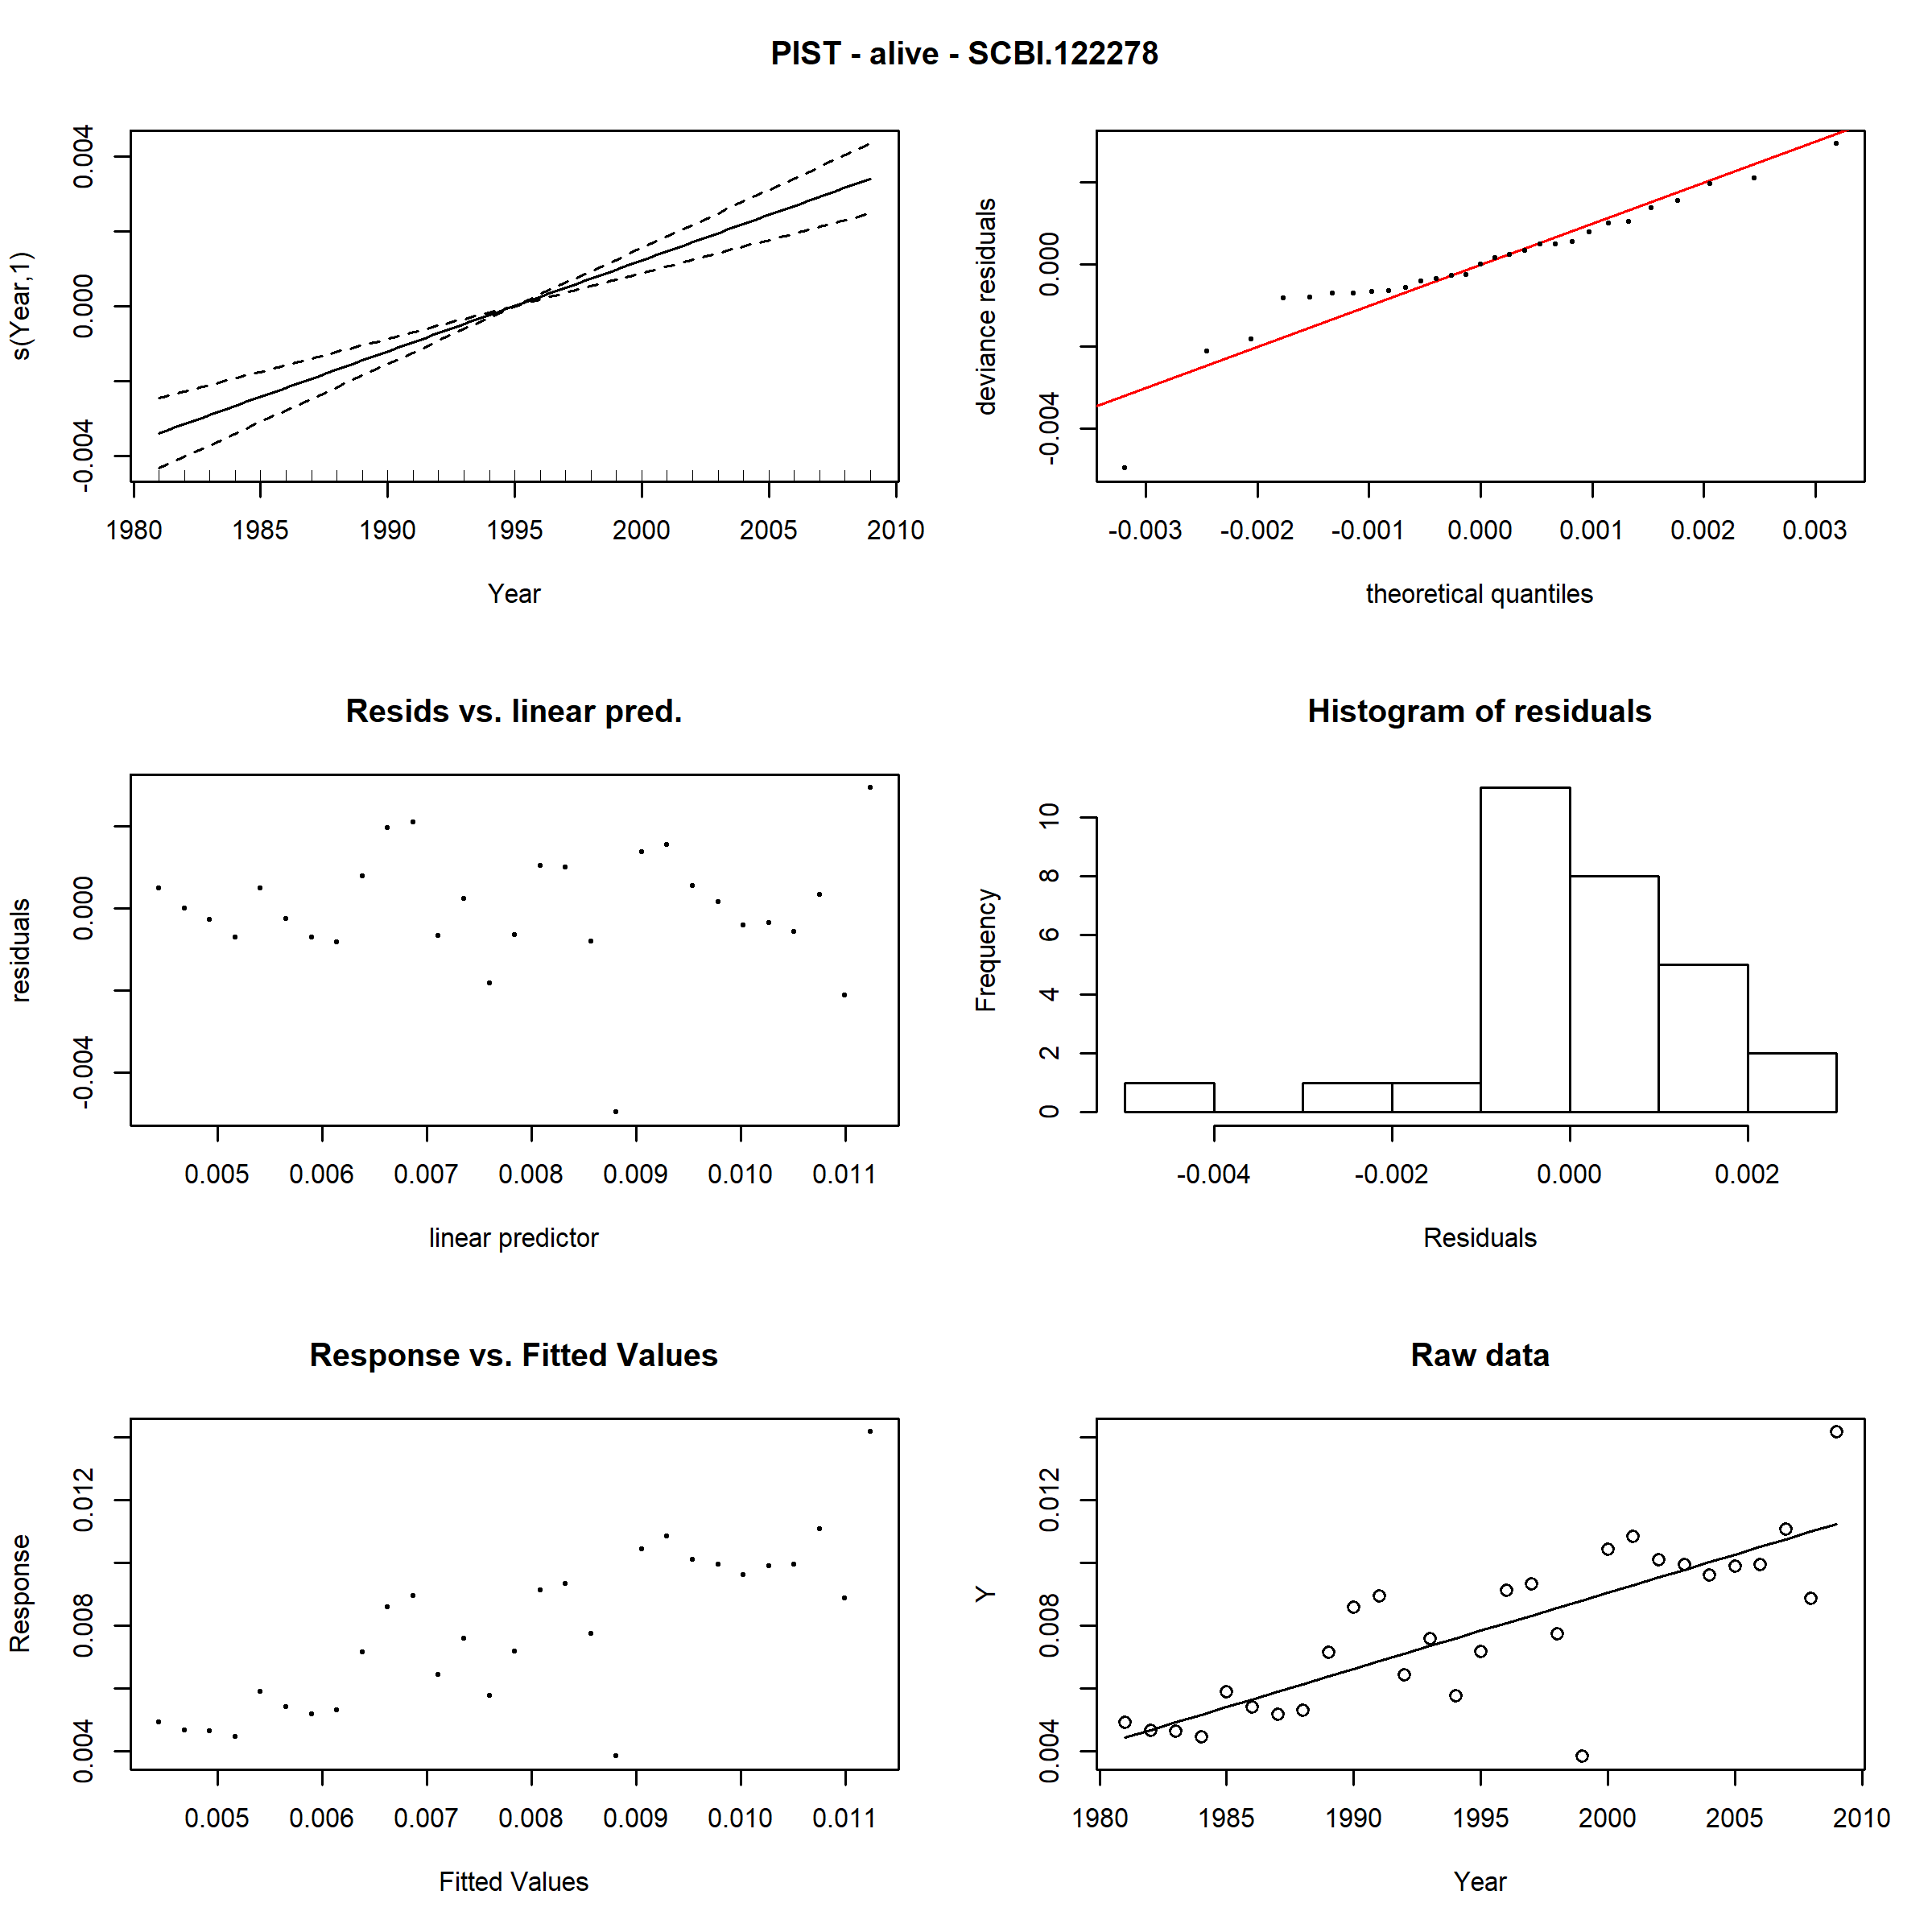 PIST - alive - SCBI.122278
s(Year,1)
-0.004 0.000 0.004
1980 1985 1990 1995 2000 2005 2010
Year
deviance residuals
-0.004 0.000
-0.003 -0.002 -0.001 0.000 0.001 0.002 0.003
theoretical quantiles
Resids vs. linear pred.
residuals
-0.004 0.000
0.005 0.006 0.007 0.008 0.009 0.010 0.011
linear predictor
Histogram of residuals
Frequency
0 2 4 6 8 10
-0.004 -0.002 0.000 0.002
Residuals
Response vs. Fitted Values
Response
0.004 0.008 0.012
0.005 0.006 0.007 0.008 0.009 0.010 0.011
Fitted Values
Raw data
Y
0.004 0.008 0.012
1980 1985 1990 1995 2000 2005 2010
Year